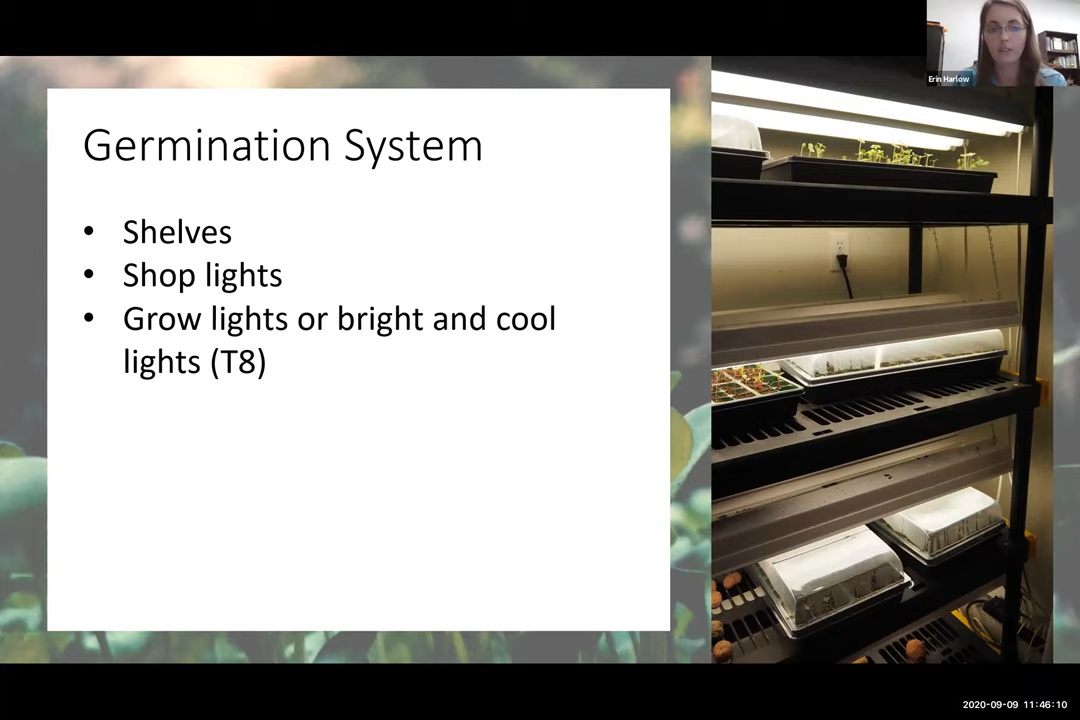 Erin Harlow
Germination System
• Shelves
• Shop lights
• Grow lights or bright and cool
lights (T8)
2020-09-09 11:46:10